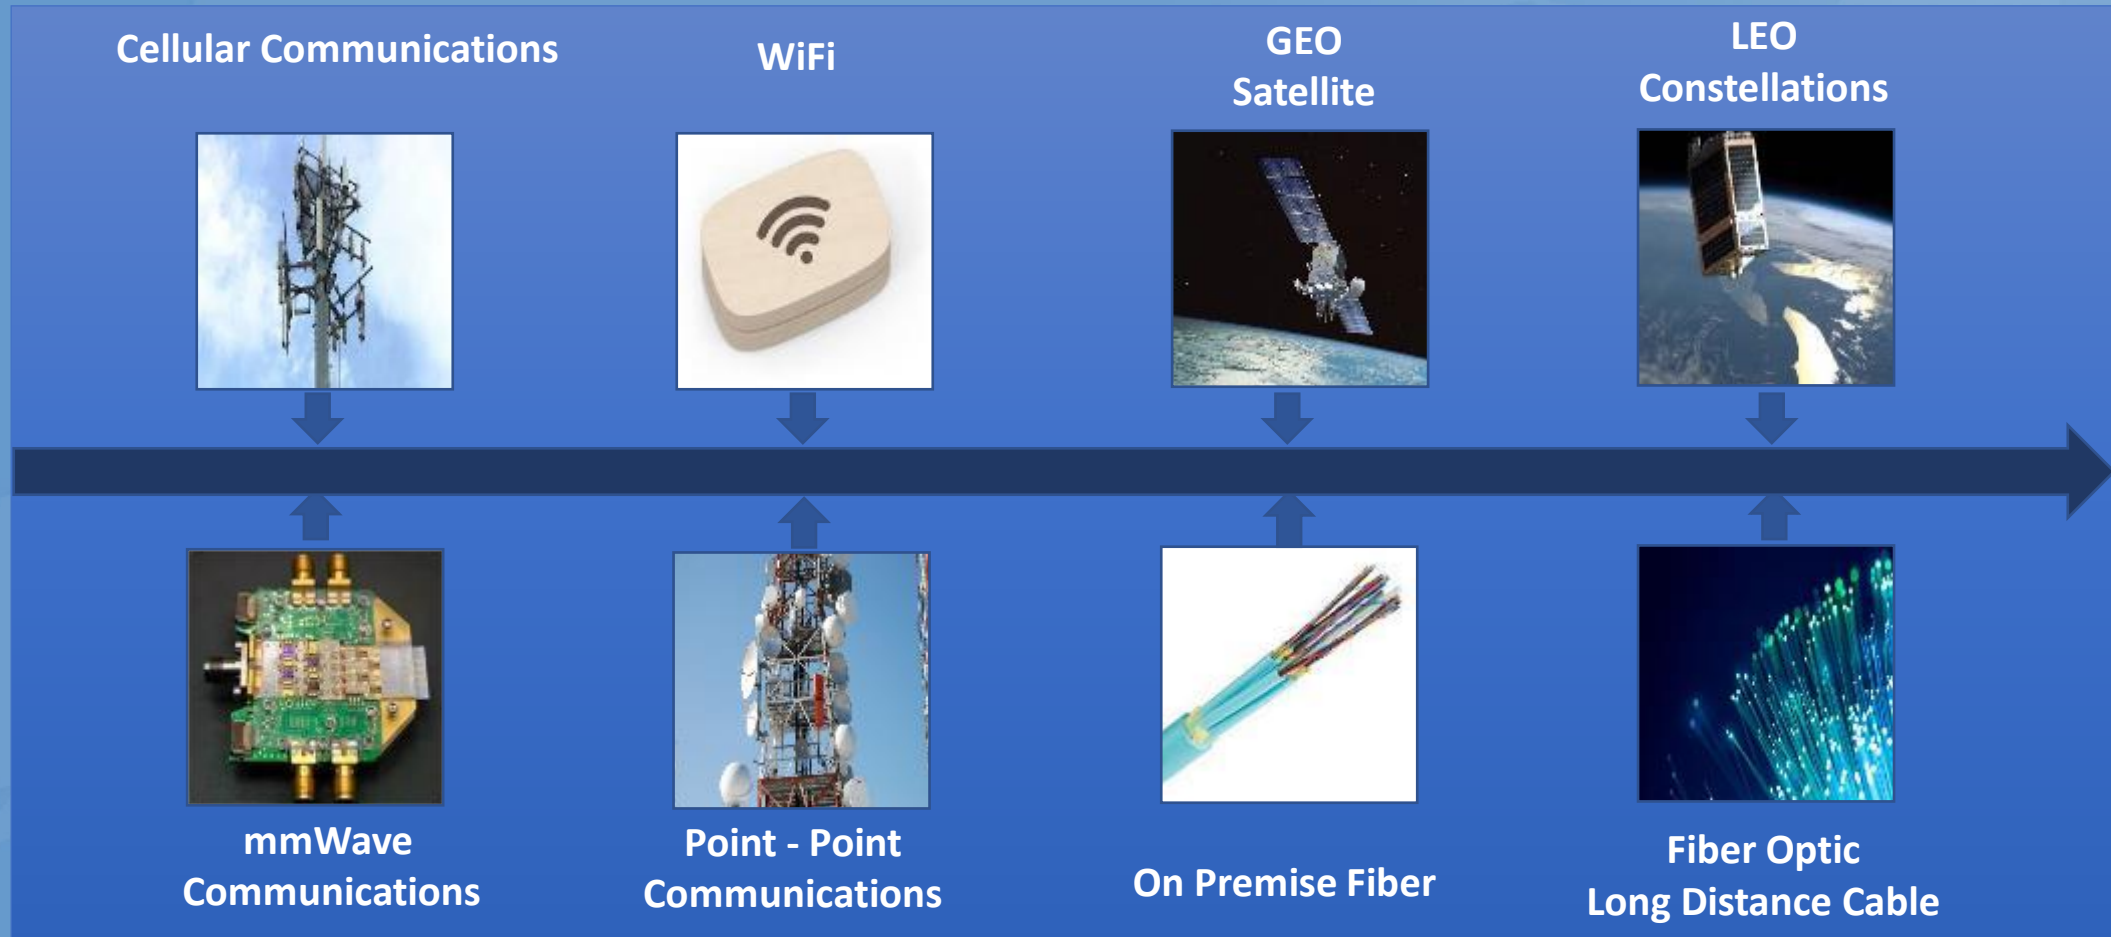 Cellular Communications
WiFi
GEO
Satellite
LEO
Constellations
mmWave
Communications
Point - Point
Communications
On Premise Fiber
Fiber Optic
Long Distance Cable